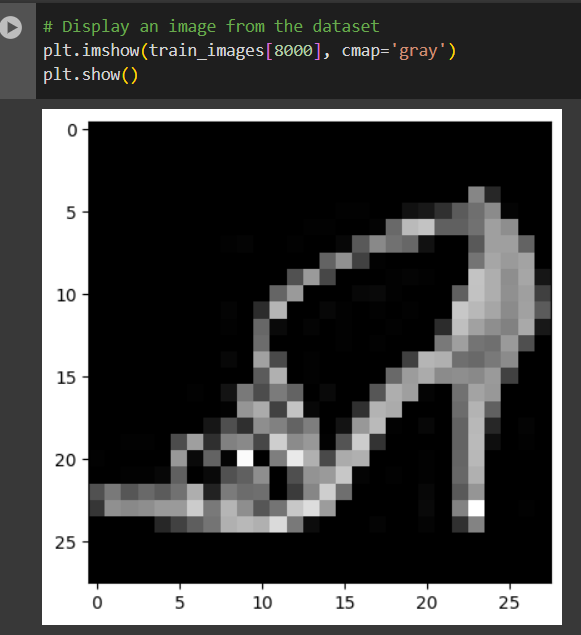 # Display an image from the dataset
plt.imshow(train_images[8000], cmap='gray')
plt.show()
0
5
10
15
20
25
0 5 10 15 20 25